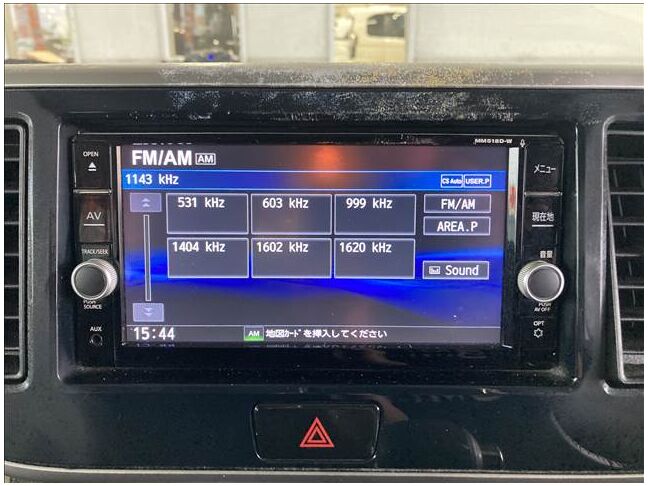 MM518D-W
OPEN
FM/AM AM
メニュー
1143 kHz
CS Auto USER.P
531 kHz 603 kHz 999 kHz FM/AM
AV
現在地
AREA.P
1404 kHz 1602 kHz 1620 kHz
TRACK/SEEK
音量
Sound
PUSH
SOURCE
PUSH
AV OFF
AUX
OPT
15:44 AM 地図カードを挿入してください